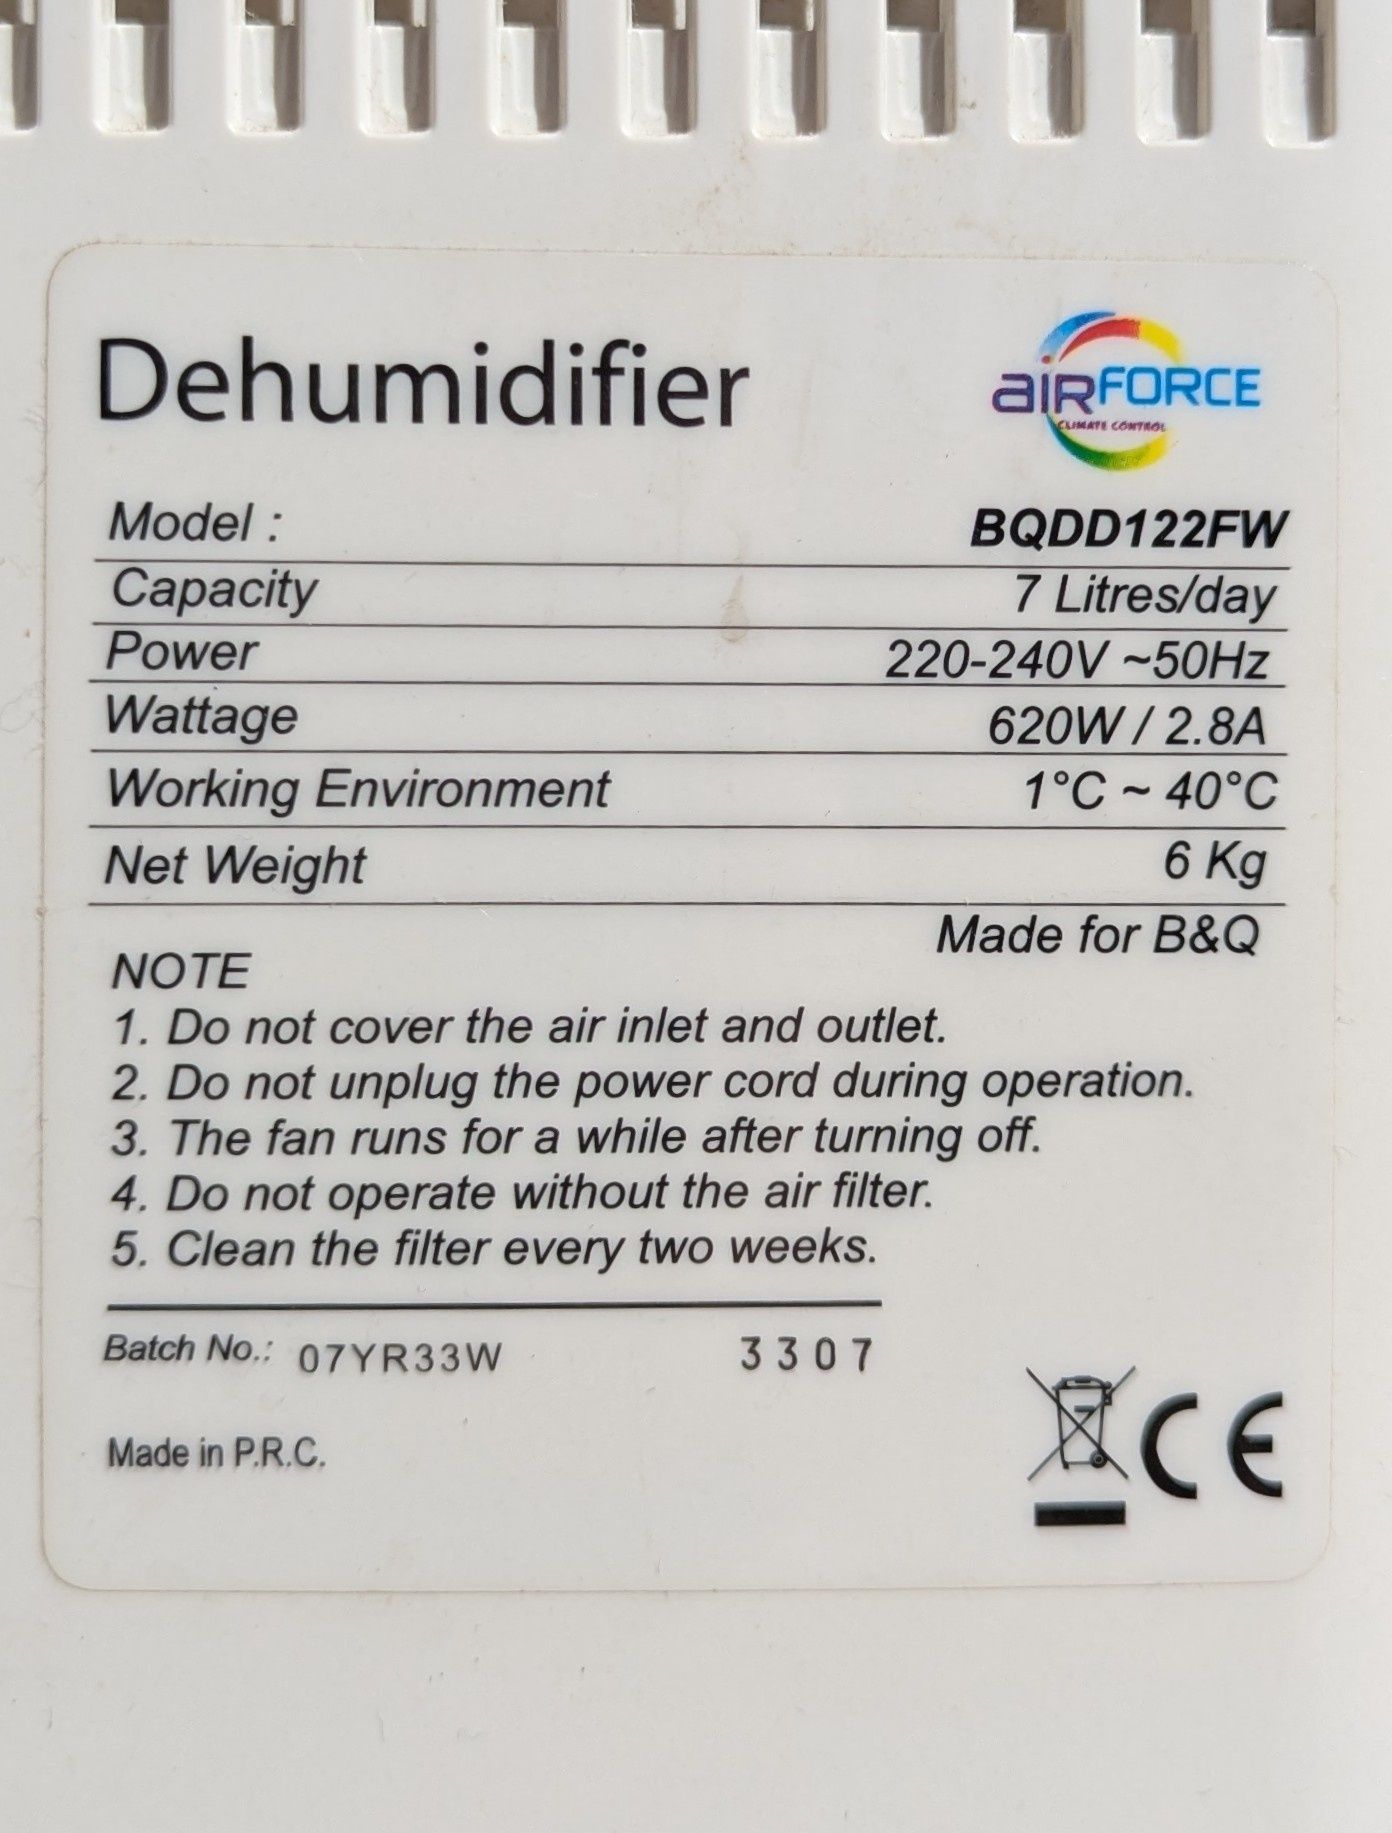 Dehumidifier
aiRFORCE
CLIMATE CONTROL
Model : BQDD122FW
Capacity 7 Litres/day
Power 220-240V ~50Hz
Wattage 620W / 2.8A
Working Environment 1°C ~ 40°C
Net Weight 6 Kg
Made for B&Q
NOTE
1. Do not cover the air inlet and outlet.
2. Do not unplug the power cord during operation.
3. The fan runs for a while after turning off.
4. Do not operate without the air filter.
5. Clean the filter every two weeks.
Batch No.: 07YR33W 3307
Made in P.R.C.
CE